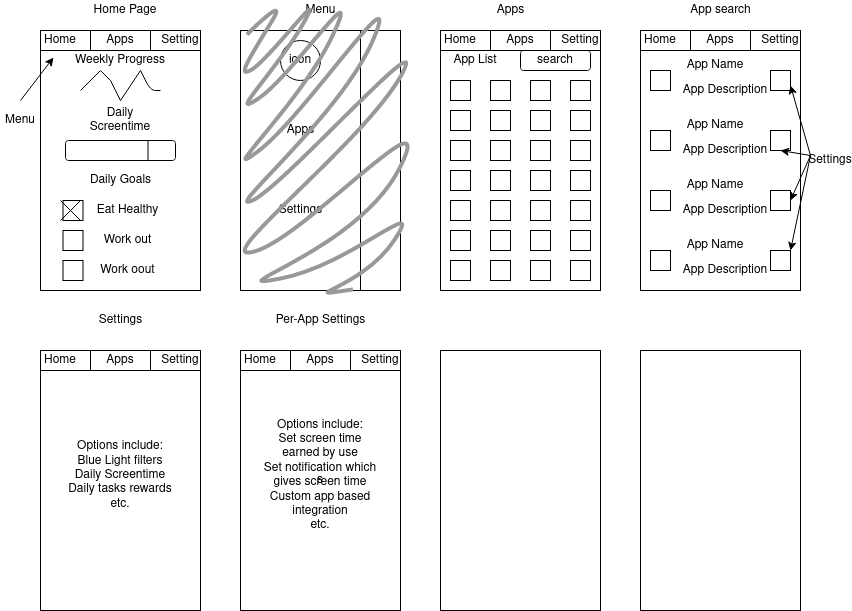 Home Page
Menu
Apps
App search
Home Apps Setting
Weekly Progress
Menu
Daily
Screentime
Daily Goals
Eat Healthy
Work out
Work oout
icon
Apps
Settings
Home Apps Setting
App List search
Home Apps Setting
App Name
App Description
App Name
App Description
App Name
App Description
App Name
App Description
Settings
Settings
Per-App Settings
Home Apps Setting
Options include:
Blue Light filters
Daily Screentime
Daily tasks rewards
etc.
Home Apps Setting
Options include:
Set screen time
earned by use
Set notification which
gives screen time
Custom app based
integration
etc.